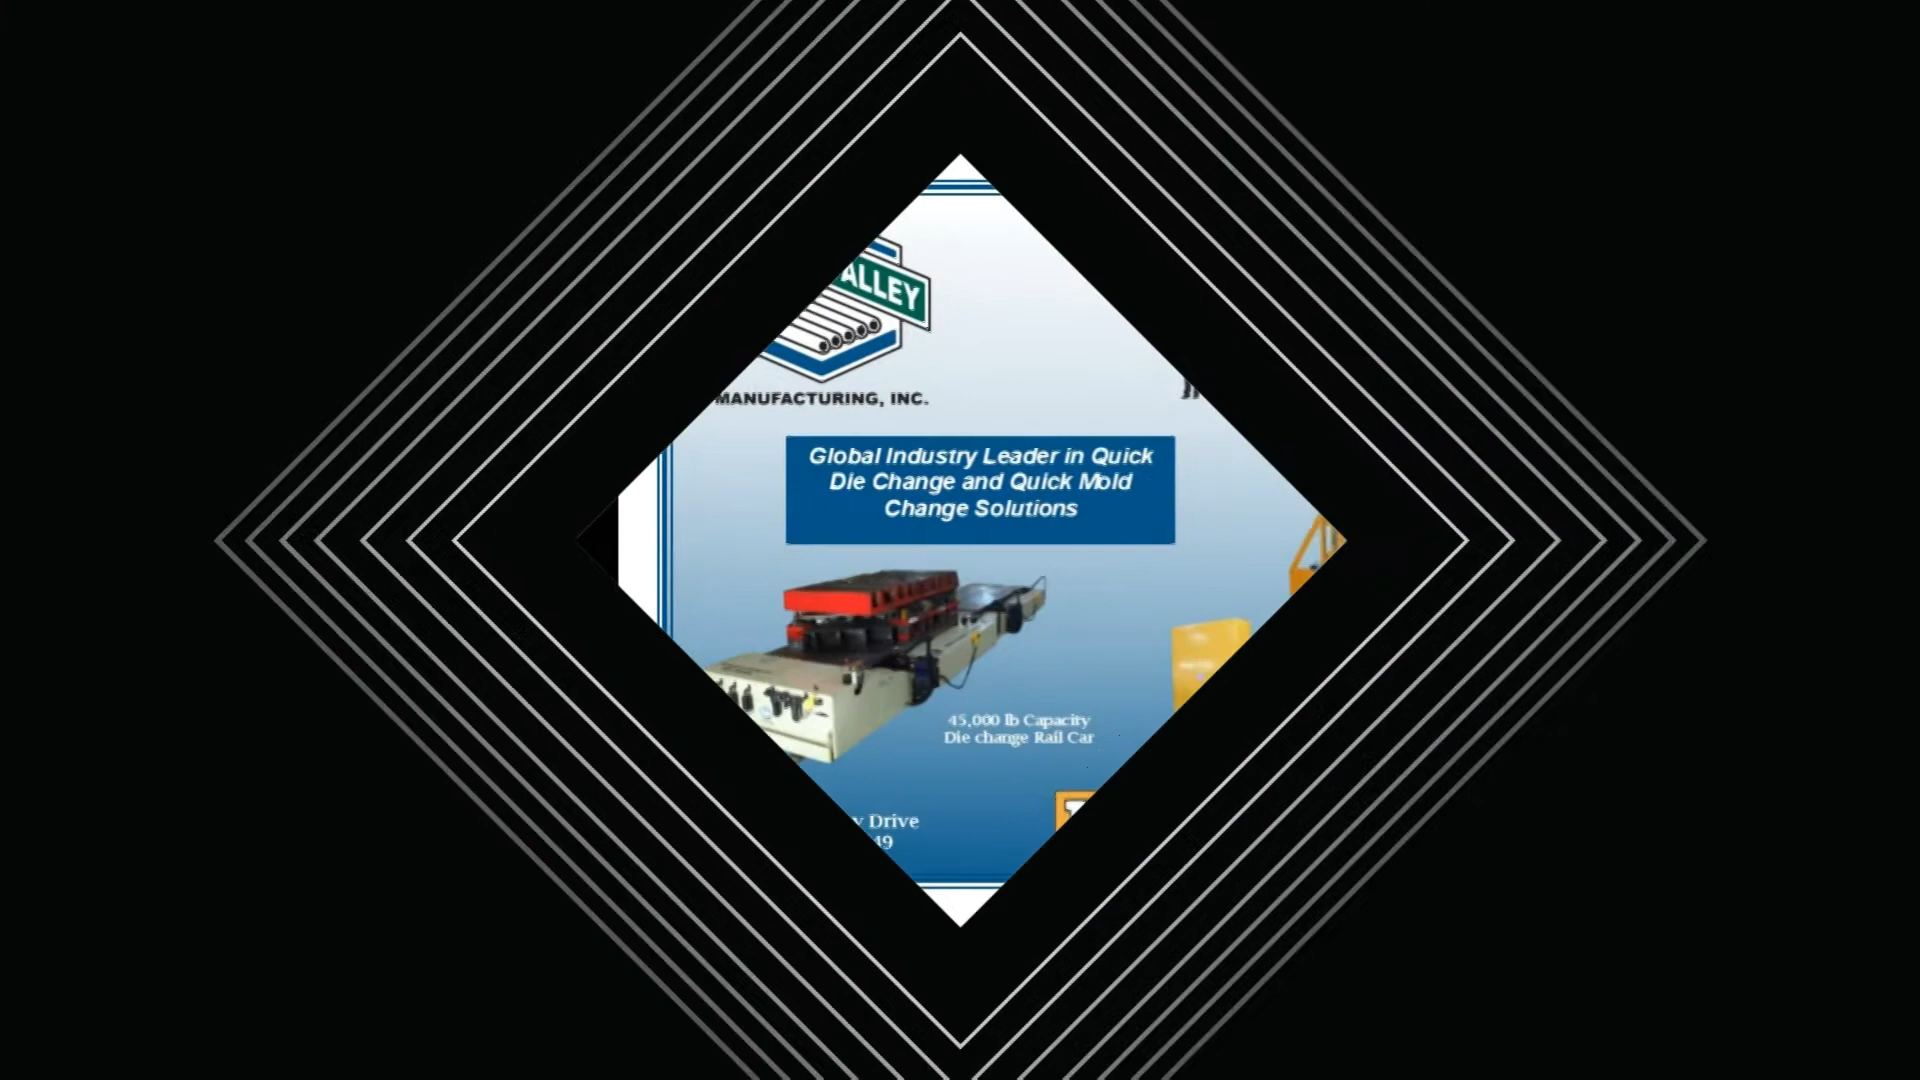 ALLEY
MANUFACTURING, INC.
Global Industry Leader in Quick
Die Change and Quick Mold
Change Solutions
45,000 lb Capacity
Die change Rail Car
Drive